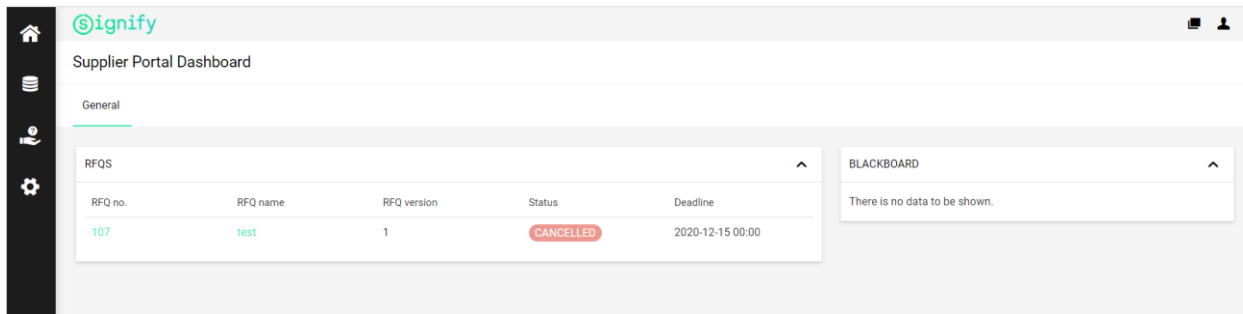 Signify
Supplier Portal Dashboard
General
RFQS
RFQ no. RFQ name RFQ version Status Deadline
107 test 1 CANCELLED 2020-12-15 00:00
BLACKBOARD
There is no data to be shown.